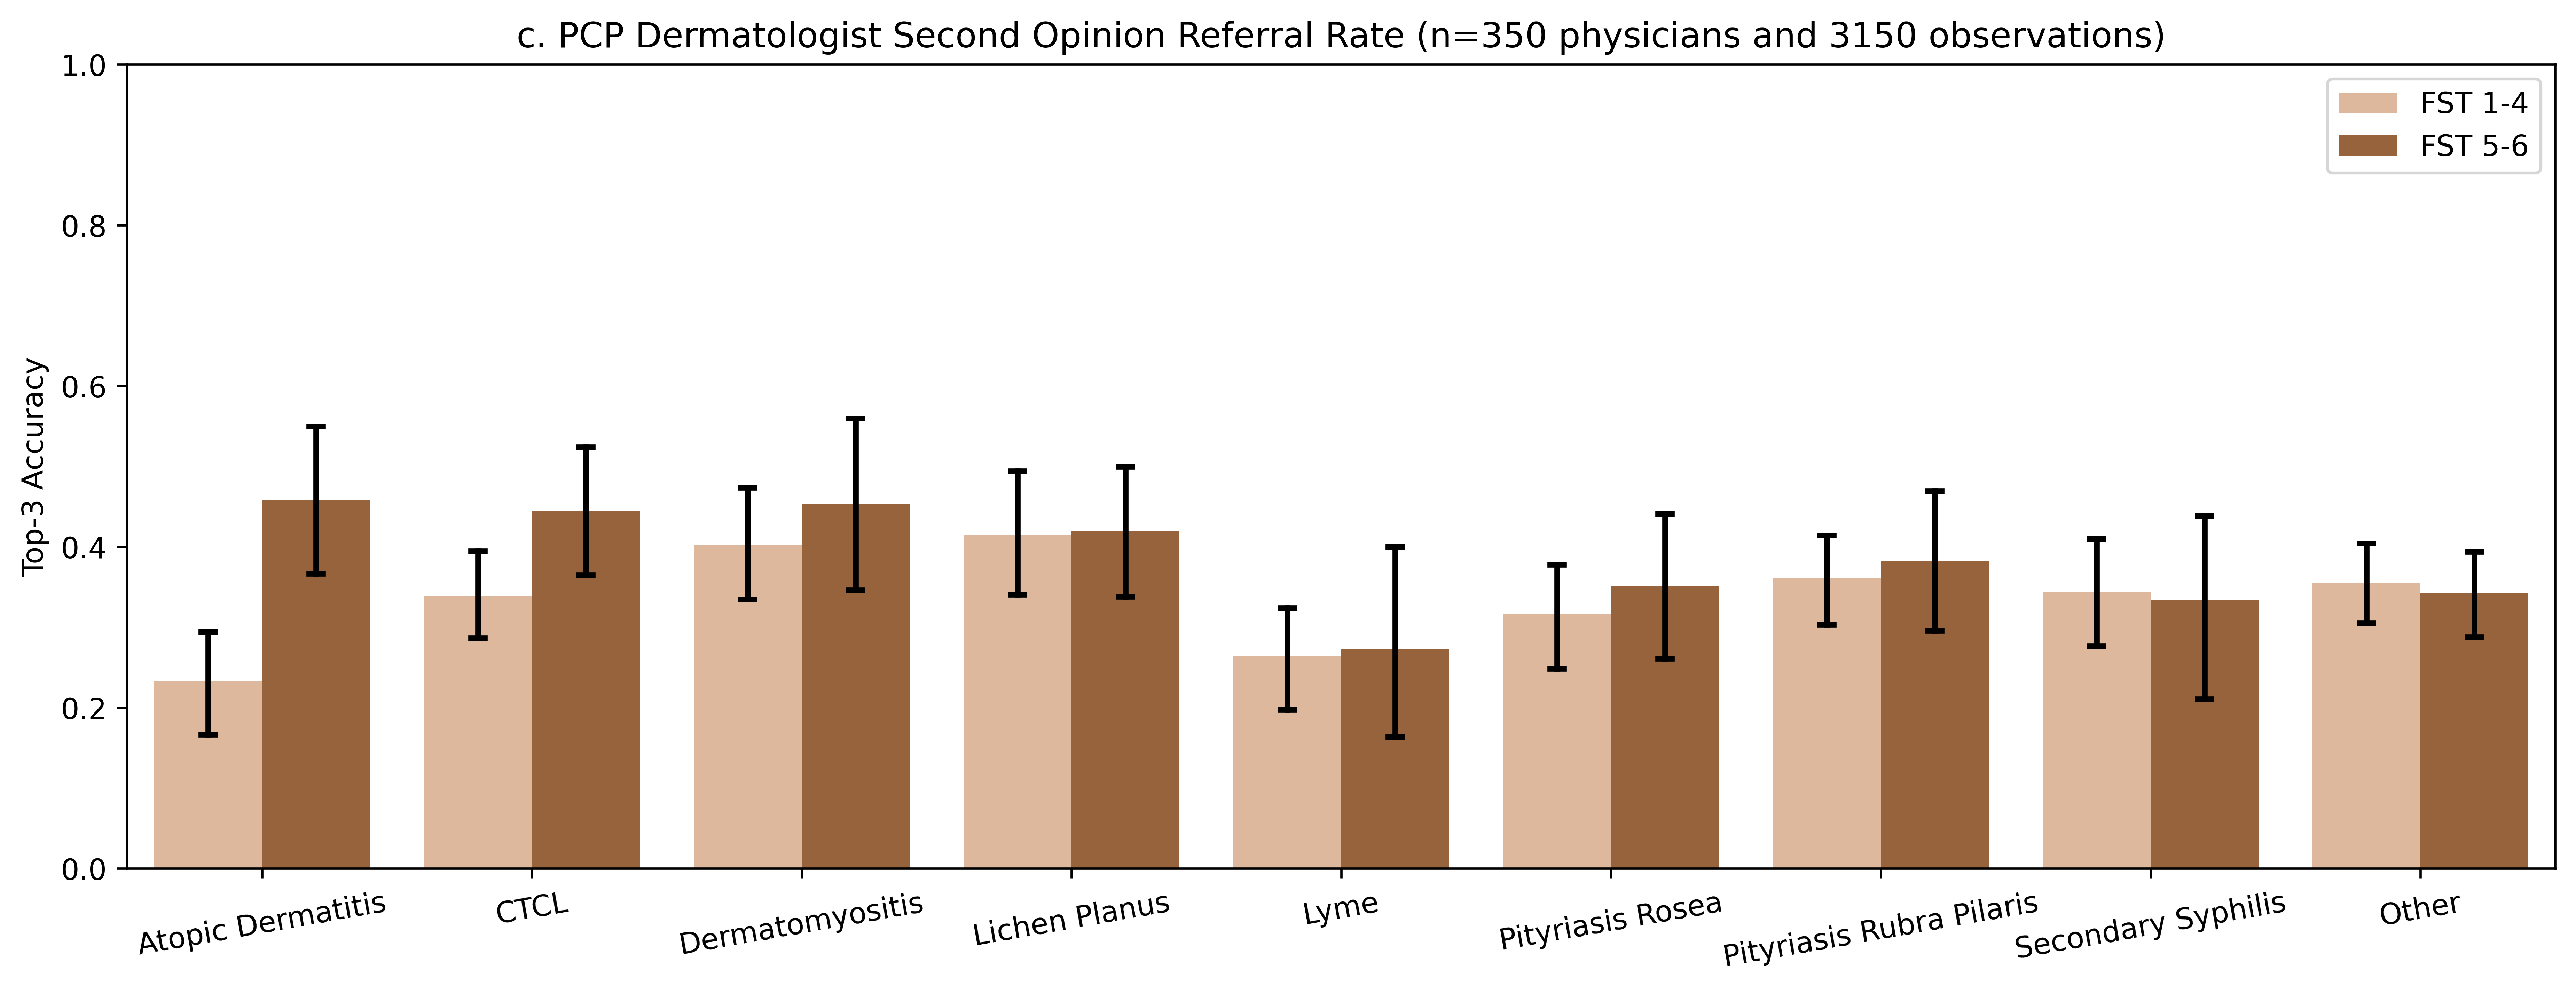 c. PCP Dermatologist Second Opinion Referral Rate (n=350 physicians and 3150 observations)
FST 1-4
FST 5-6
Top-3 Accuracy
1.0
0.8
0.6
0.4
0.2
0.0
Atopic Dermatitis
CTCL
Dermatomyositis
Lichen Planus
Lyme
Pityriasis Rosea
Pityriasis Rubra Pilaris
Secondary Syphilis
Other